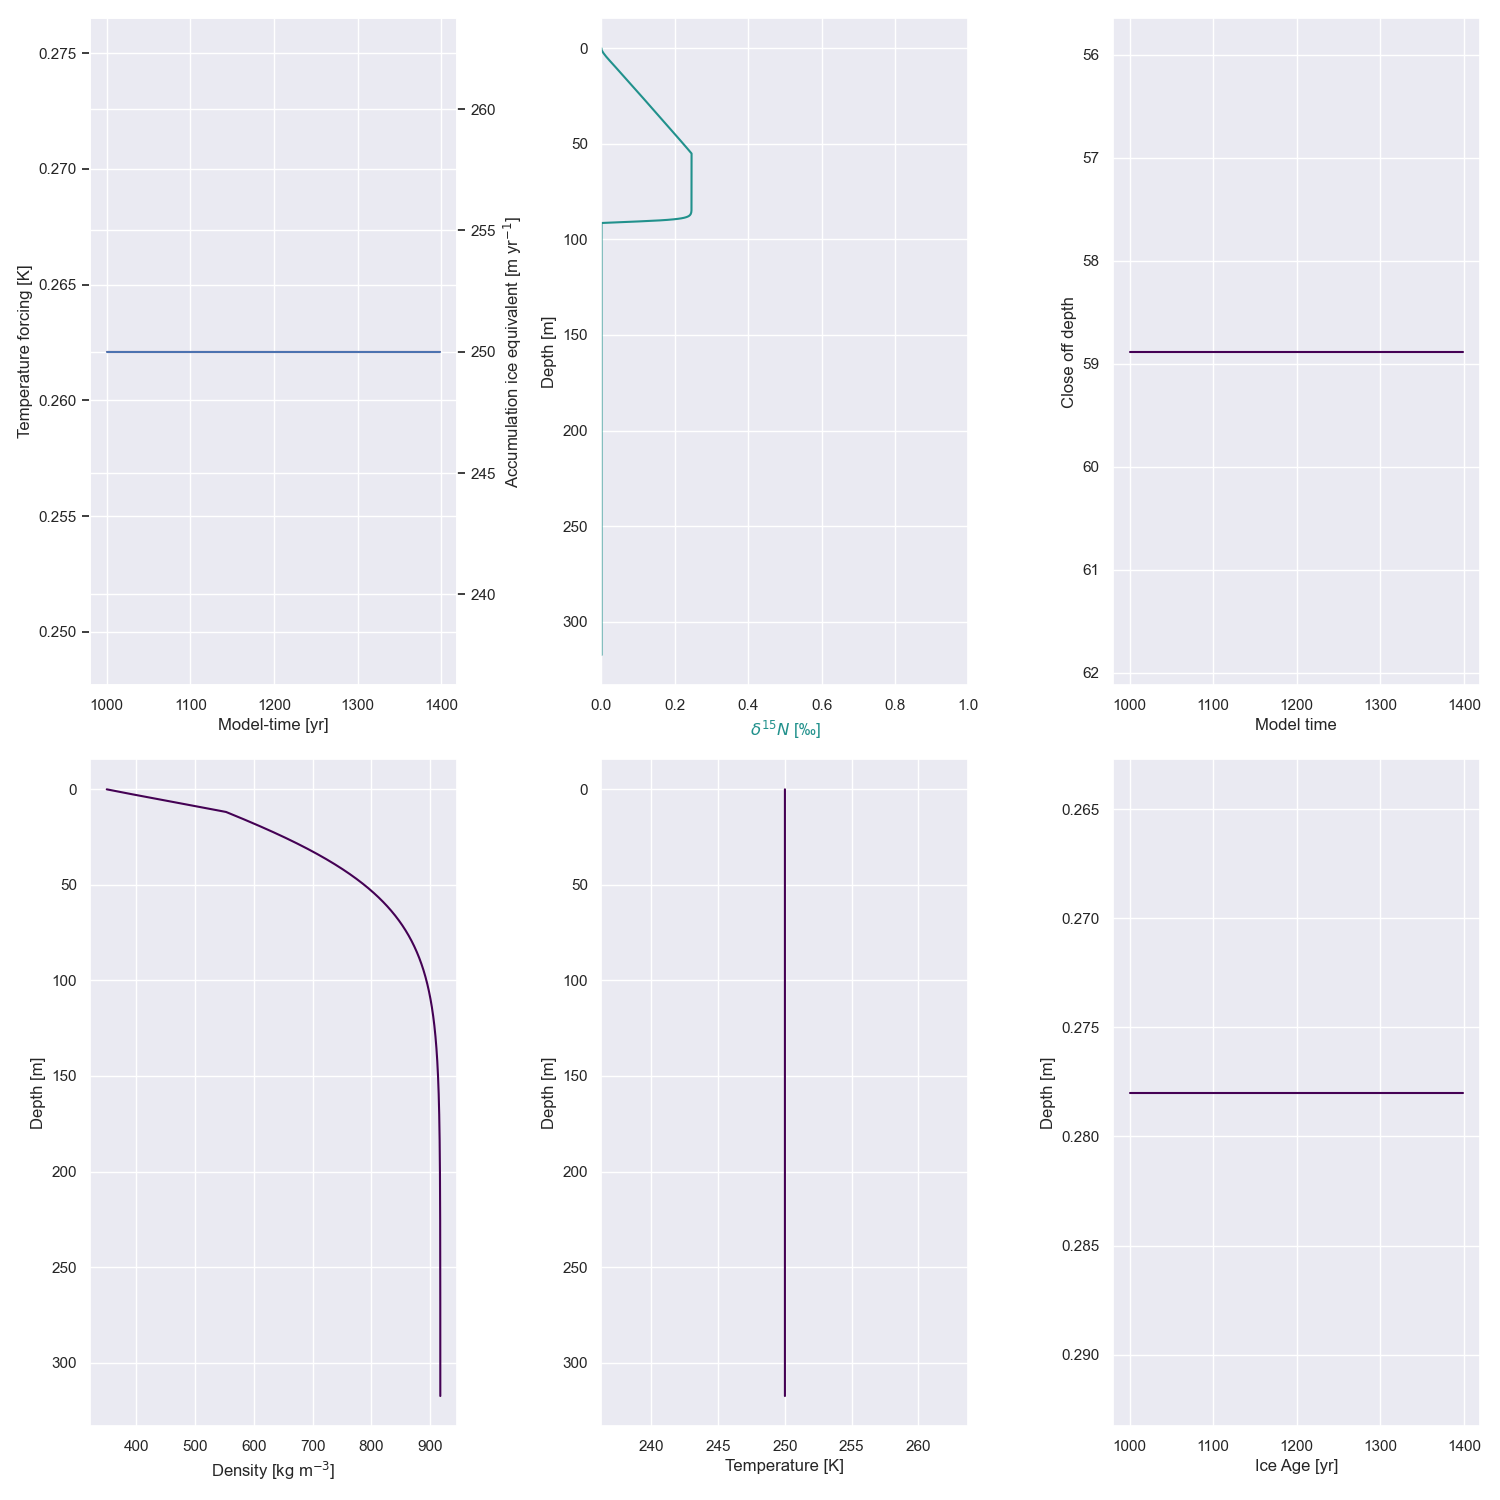 0.275
0.270
0.265
0.260
0.255
0.250
Temperature forcing [K]
260
255
250
245
240
Accumulation ice equivalent [m yr⁻¹]
1000 1100 1200 1300 1400
Model-time [yr]
0
50
100
150
200
250
300
Depth [m]
0.0 0.2 0.4 0.6 0.8 1.0
δ¹⁵N [‰]
56
57
58
59
60
61
62
Close off depth
1000 1100 1200 1300 1400
Model time
0
50
100
150
200
250
300
Depth [m]
400 500 600 700 800 900
Density [kg m⁻³]
0
50
100
150
200
250
300
Depth [m]
240 245 250 255 260
Temperature [K]
0.265
0.270
0.275
0.280
0.285
0.290
Depth [m]
1000 1100 1200 1300 1400
Ice Age [yr]